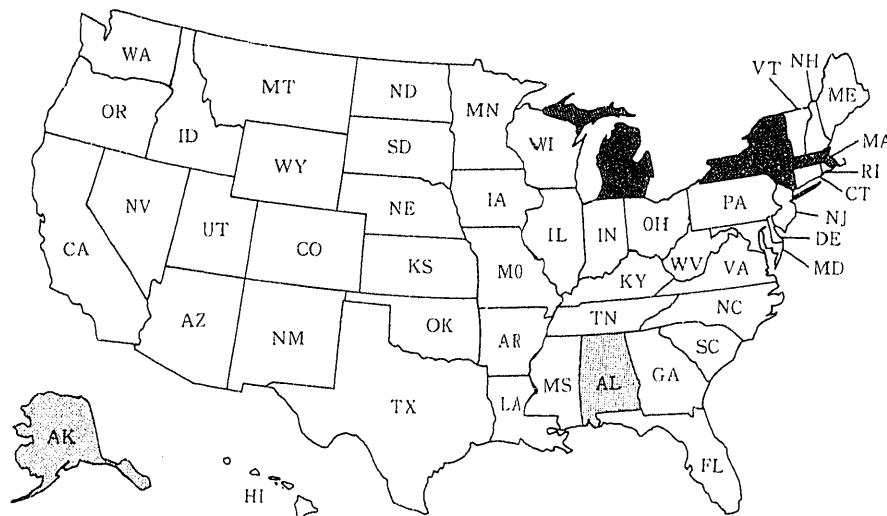 WA
MT
ND
MN
VT
NH
ME
OR
ID
SD
WI
MA
WY
RI
CT
IA
NE
PA
NJ
NV
UT
CO
IL
IN
OH
DE
MD
CA
KS
MO
WV
VA
KY
AZ
NM
OK
AR
TN
NC
SC
TX
LA
MS
AL
GA
AK
HI
FL